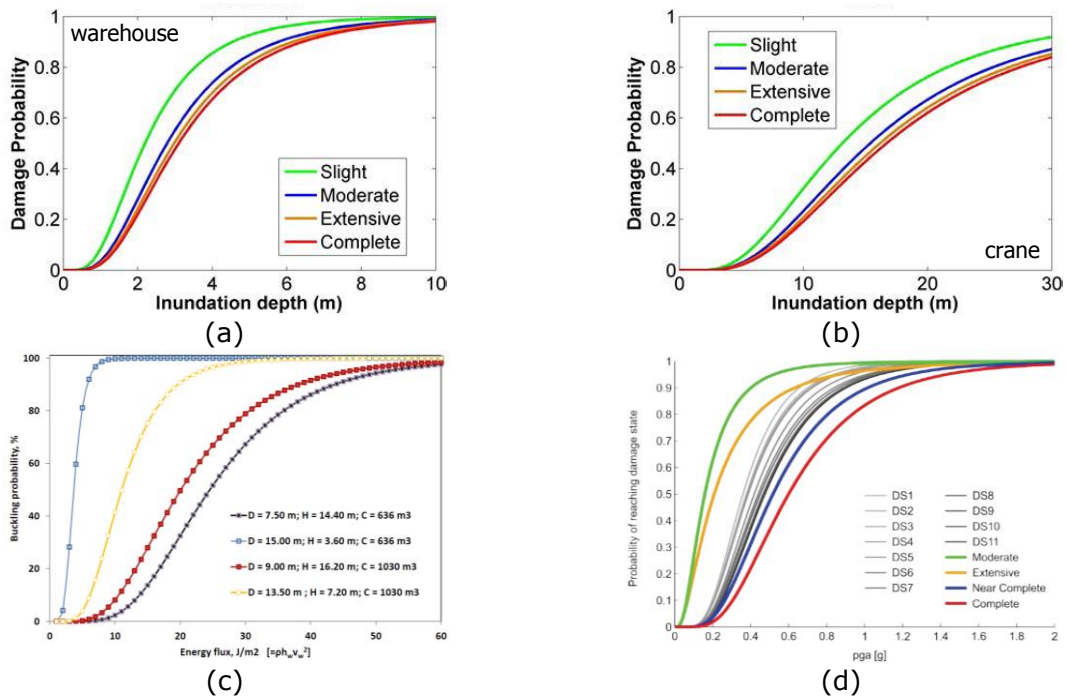 1
0.8
0.6
0.4
0.2
0
Damage Probability
warehouse
Slight
Moderate
Extensive
Complete
0 2 4 6 8 10
Inundation depth (m)
(a)
1
0.8
0.6
0.4
0.2
0
Damage Probability
Slight
Moderate
Extensive
Complete
crane
0 10 20 30
Inundation depth (m)
(b)
100
80
60
40
20
0
Buckling probability, %
D = 7.50 m; H = 14.40 m; C = 636 m3
D = 15.00 m; H = 3.60 m; C = 636 m3
D = 9.00 m; H = 16.20 m; C = 1030 m3
D = 13.50 m; H = 7.20 m; C = 1030 m3
0 10 20 30 40 50 60
Energy flux, J/m2 [=ρhwvw²]
(c)
1
0.9
0.8
0.7
0.6
0.5
0.4
0.3
0.2
0.1
0
Probability of reaching damage state
DS1 DS8
DS2 DS9
DS3 DS10
DS4 DS11
DS5 Moderate
DS6 Extensive
DS7 Near Complete
Complete
0 0.2 0.4 0.6 0.8 1 1.2 1.4 1.6 1.8 2
pga [g]
(d)